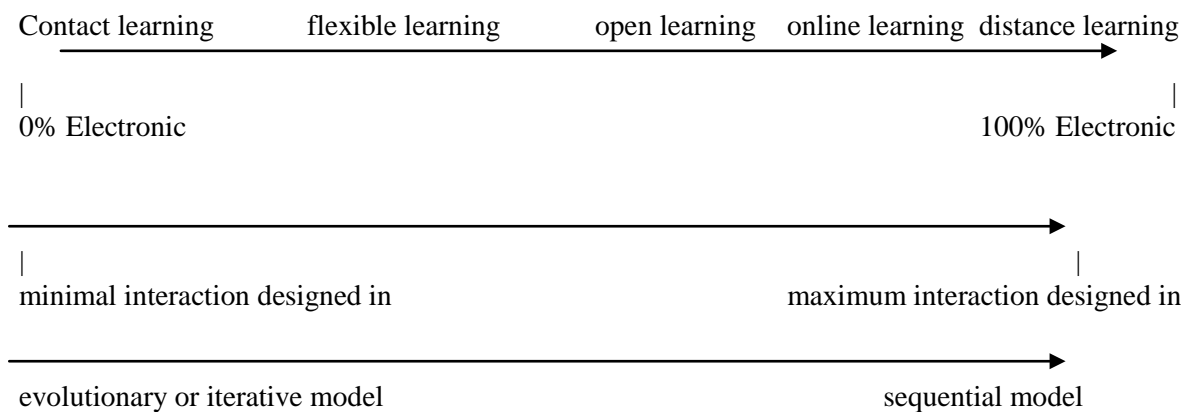 Contact learning flexible learning open learning online learning distance learning
0% Electronic 100% Electronic
minimal interaction designed in maximum interaction designed in
evolutionary or iterative model sequential model